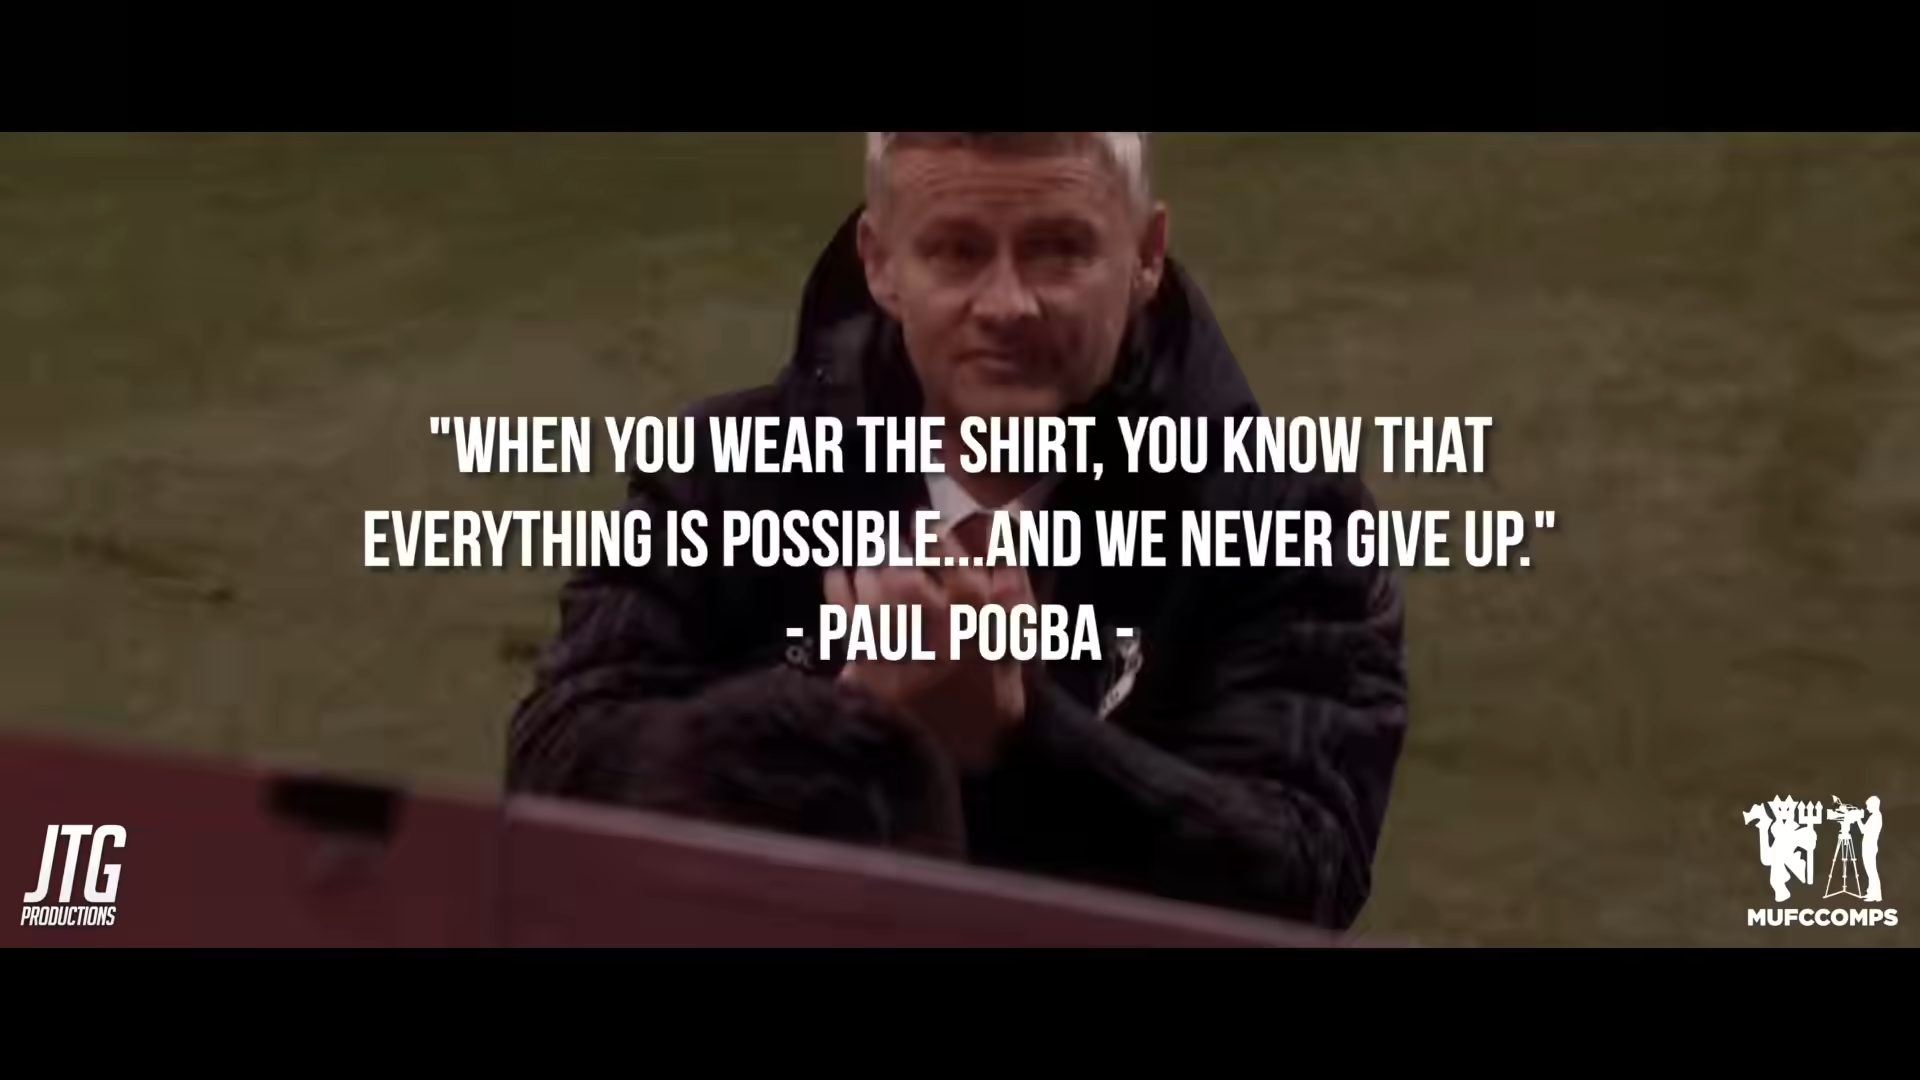 "WHEN YOU WEAR THE SHIRT, YOU KNOW THAT
EVERYTHING IS POSSIBLE...AND WE NEVER GIVE UP."
- PAUL POGBA -
JTG
PRODUCTIONS
MUFCCOMPS